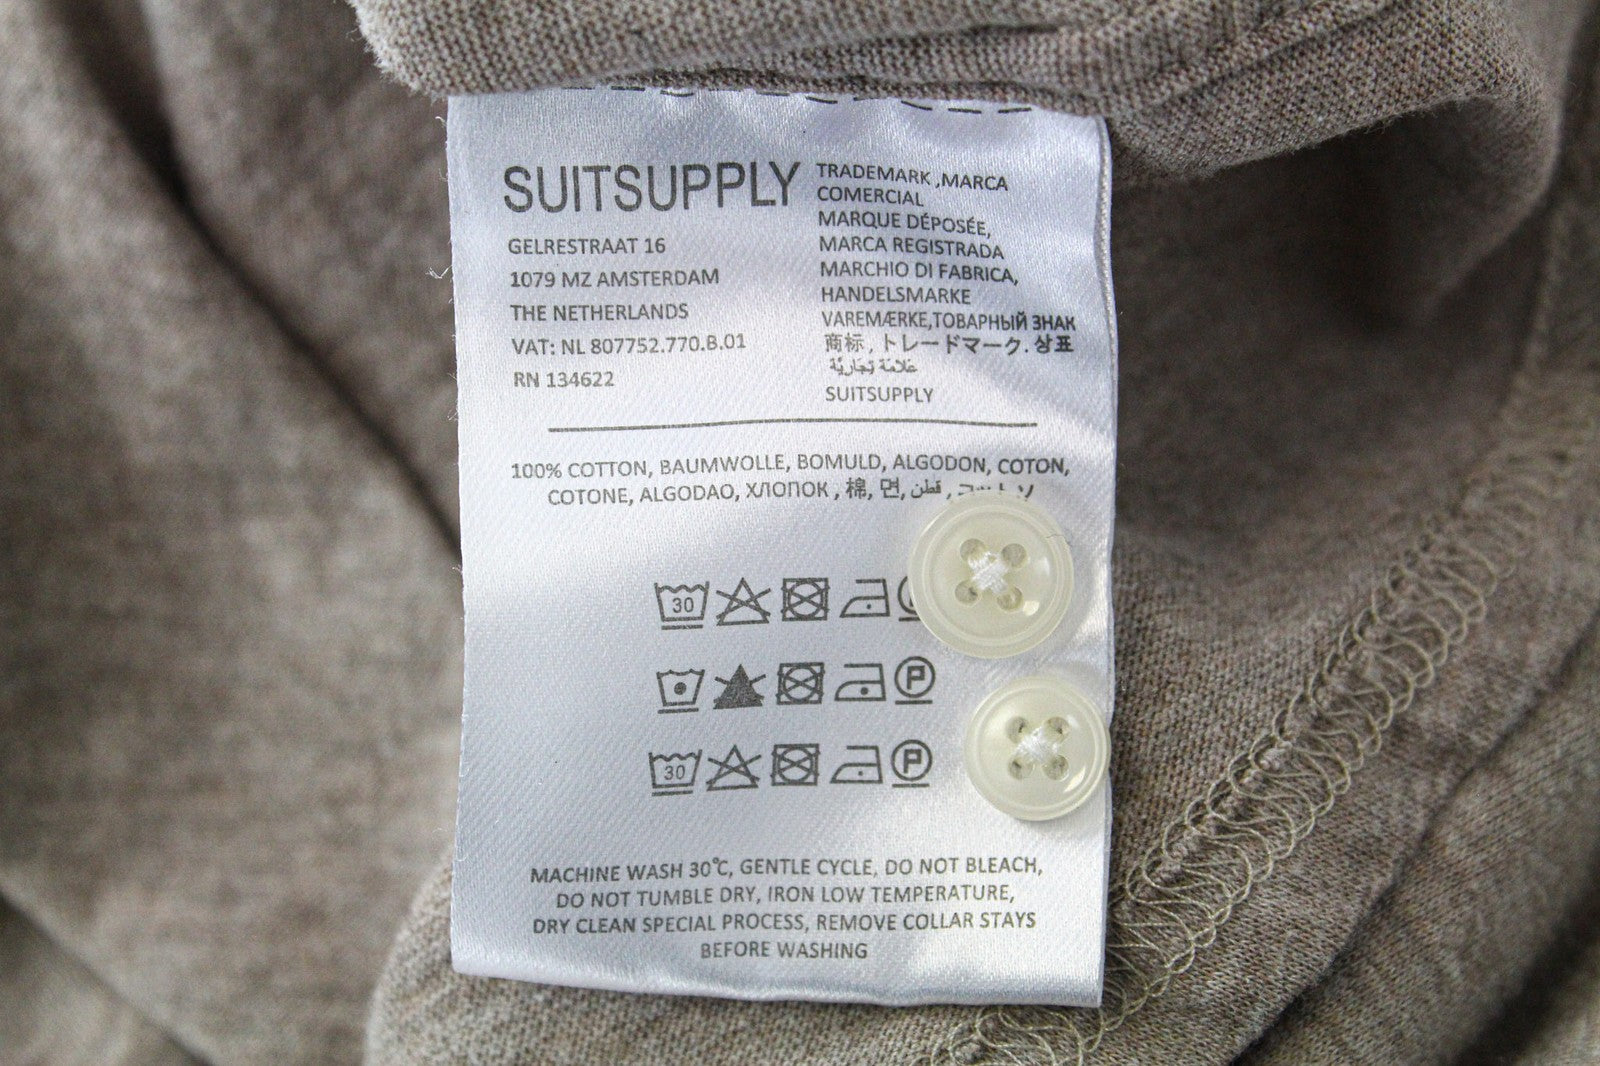 SUITSUPPLY
GELRESTRAAT 16
1079 MZ AMSTERDAM
THE NETHERLANDS
VAT: NL 807752.770.B.01
RN 134622
TRADEMARK ,MARCA
COMERCIAL
MARQUE DÉPOSÉE,
MARCA REGISTRADA
MARCHIO DI FABRICA,
HANDELSMARKE
VAREMÆRKE,ТОВАРНЫЙ ЗНАК
商标, トレードマーク. 상표
عَلامَة تِجَارِيَّة
SUITSUPPLY
100% COTTON, BAUMWOLLE, BOMULD, ALGODON, COTON,
COTONE, ALGODAO, ХЛОПОК , 棉, 면, قطن ,
30
P
30
P
MACHINE WASH 30℃, GENTLE CYCLE, DO NOT BLEACH,
DO NOT TUMBLE DRY, IRON LOW TEMPERATURE,
DRY CLEAN SPECIAL PROCESS, REMOVE COLLAR STAYS
BEFORE WASHING